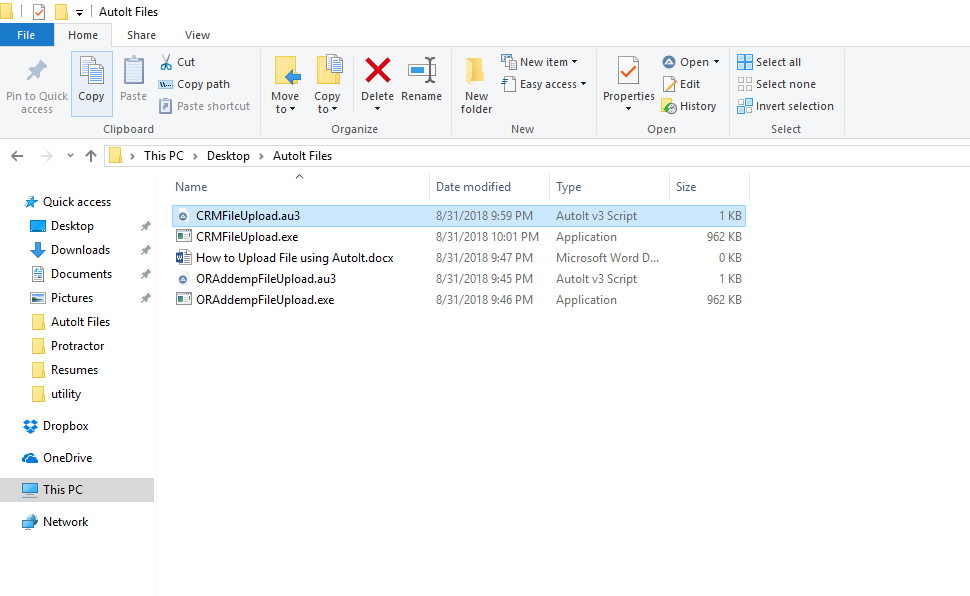 AutoIt Files
File Home Share View
Pin to Quick access
Copy
Paste
Cut
Copy path
Paste shortcut
Clipboard
Move to
Copy to
Delete
Rename
Organize
New folder
New item
Easy access
New
Properties
Open
Edit
History
Open
Select all
Select none
Invert selection
Select
This PC Desktop AutoIt Files
Name Date modified Type Size
CRMFileUpload.au3 8/31/2018 9:59 PM AutoIt v3 Script 1 KB
CRMFileUpload.exe 8/31/2018 10:01 PM Application 962 KB
How to Upload File using AutoIt.docx 8/31/2018 9:47 PM Microsoft Word D... 0 KB
ORAddempFileUpload.au3 8/31/2018 9:45 PM AutoIt v3 Script 1 KB
ORAddempFileUpload.exe 8/31/2018 9:46 PM Application 962 KB
Quick access
Desktop
Downloads
Documents
Pictures
AutoIt Files
Protractor
Resumes
utility
Dropbox
OneDrive
This PC
Network